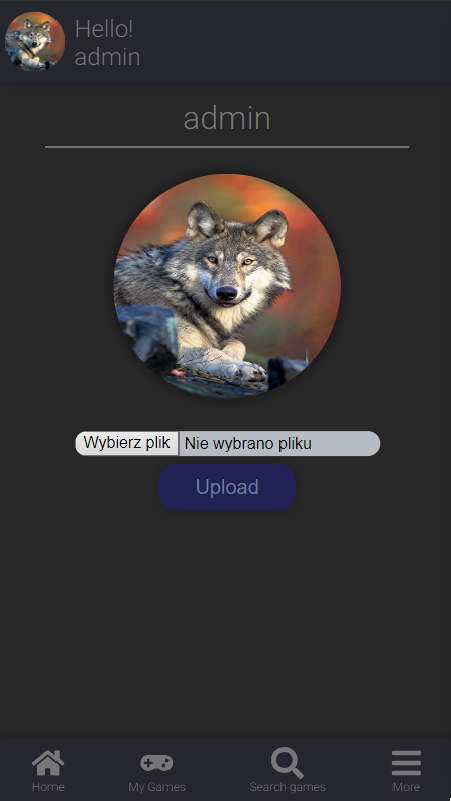 Hello!
admin
admin
Wybierz plik Nie wybrano pliku
Upload
Home My Games Search games More